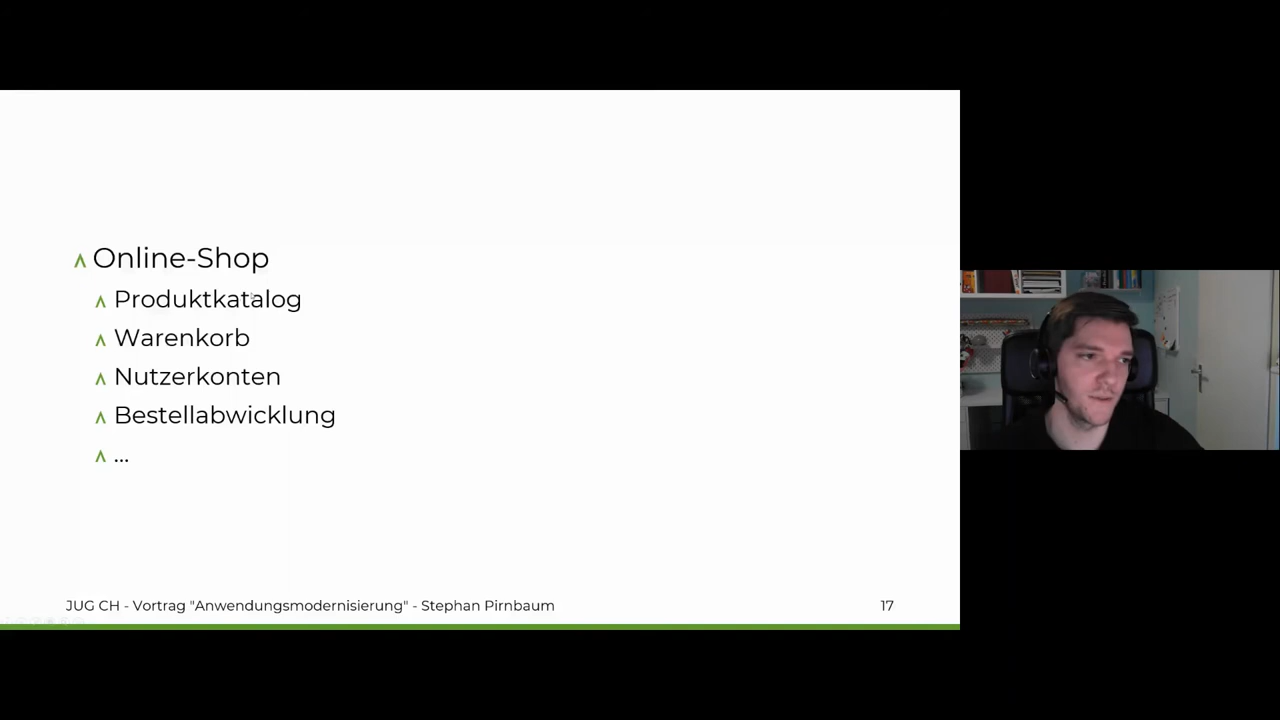 Online-Shop
Produktkatalog
Warenkorb
Nutzerkonten
Bestellabwicklung
...
JUG CH - Vortrag "Anwendungsmodernisierung" - Stephan Pirnbaum 17